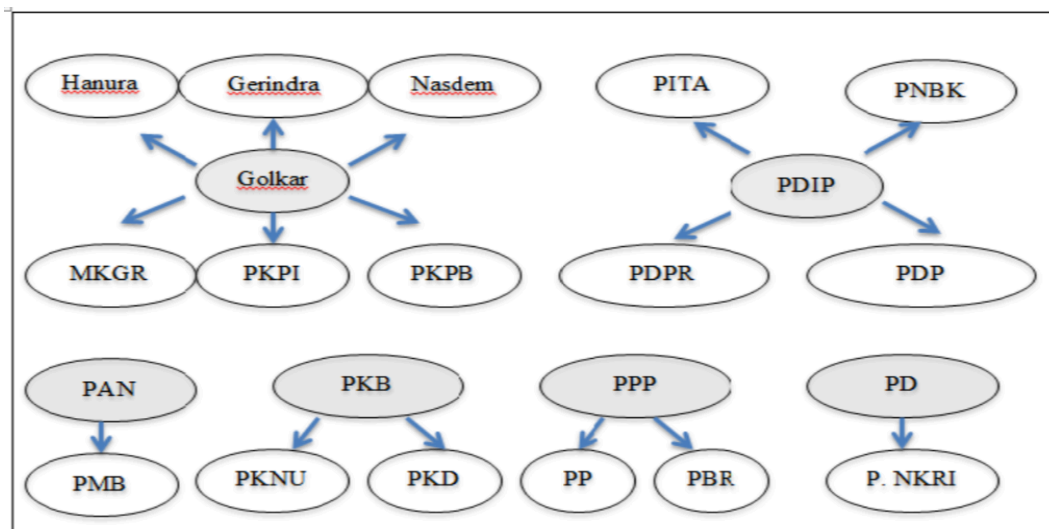 Hanura
Gerindra
Nasdem
PITA
PNBK
Golkar
PDIP
MKGR
PKPI
PKPB
PDPR
PDP
PAN
PKB
PPP
PD
PMB
PKNU
PKD
PP
PBR
P. NKRI